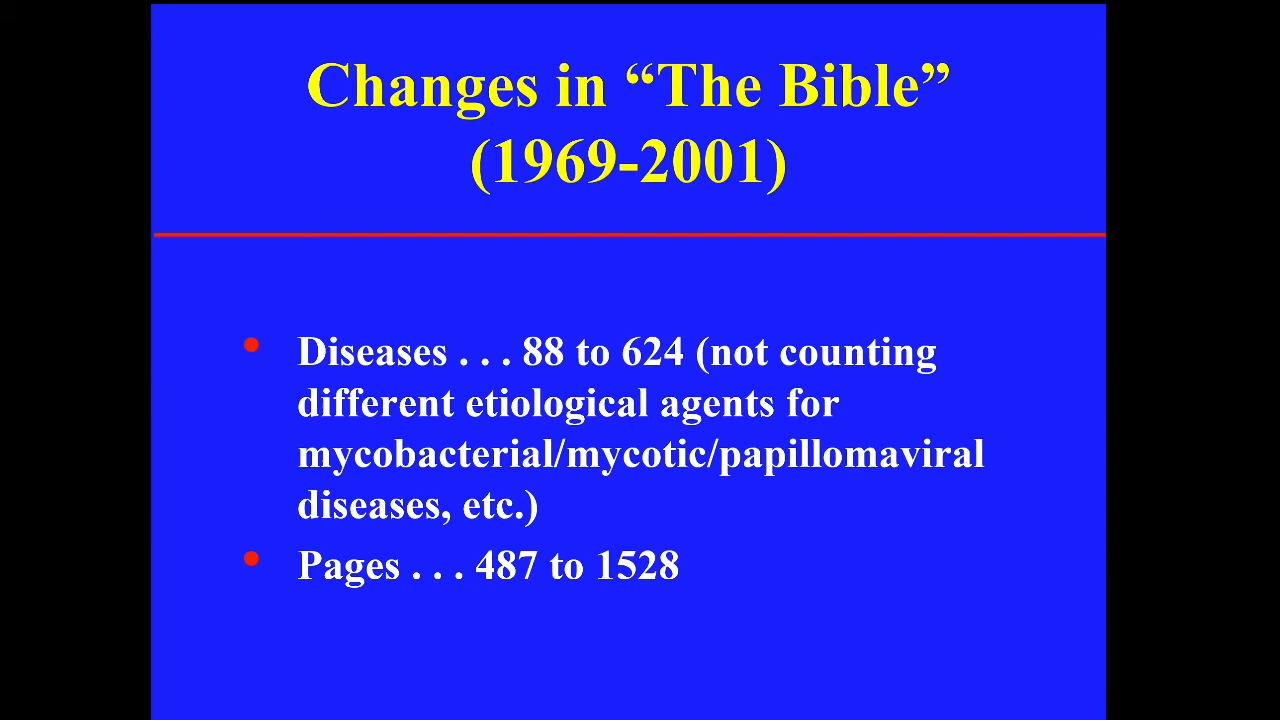 Changes in “The Bible”
(1969-2001)
• Diseases . . . 88 to 624 (not counting
different etiological agents for
mycobacterial/mycotic/papillomaviral
diseases, etc.)
• Pages . . . 487 to 1528